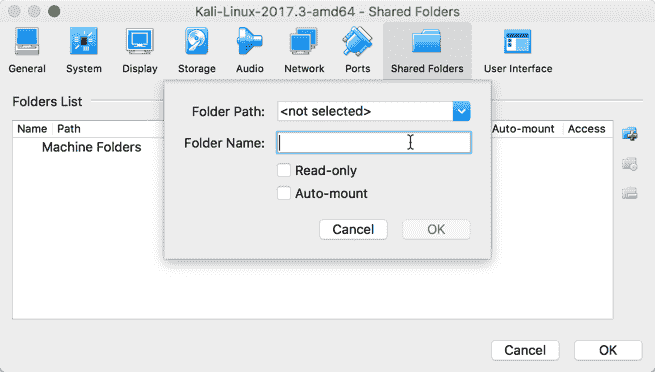 Kali-Linux-2017.3-amd64 - Shared Folders
General System Display Storage Audio Network Ports Shared Folders User Interface
Folders List
Name Path Auto-mount Access
Machine Folders
Folder Path: <not selected>
Folder Name:
Read-only
Auto-mount
Cancel OK
Cancel OK